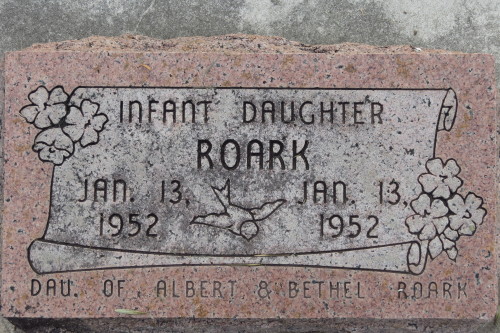 INFANT DAUGHTER
ROARK
JAN. 13, JAN. 13,
1952 1952
DAU. OF ALBERT & BETHEL ROARK